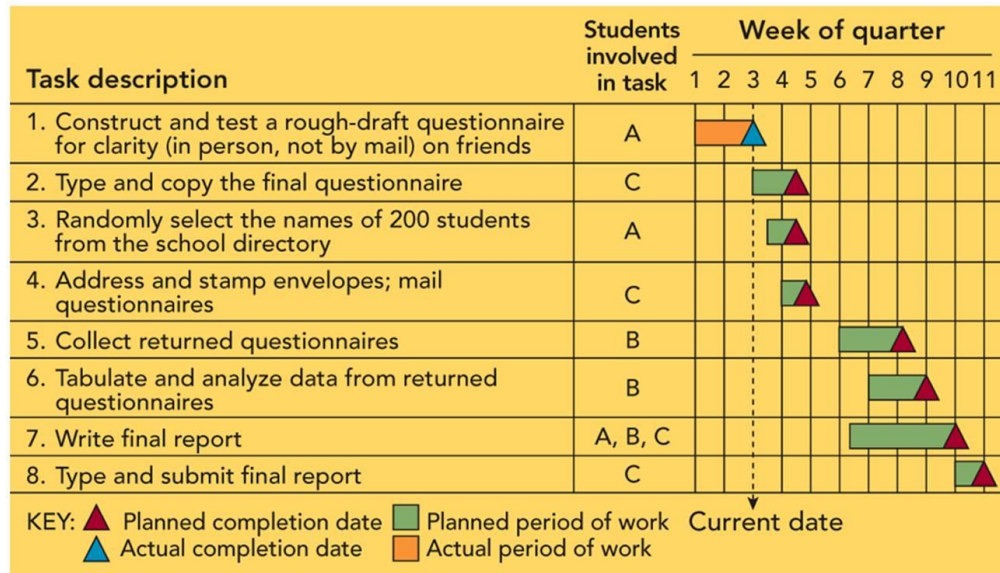 Students involved in task
Week of quarter
Task description
1 2 3 4 5 6 7 8 9 10 11
1. Construct and test a rough-draft questionnaire
for clarity (in person, not by mail) on friends
A
2. Type and copy the final questionnaire
C
3. Randomly select the names of 200 students
from the school directory
A
4. Address and stamp envelopes; mail
questionnaires
C
5. Collect returned questionnaires
B
6. Tabulate and analyze data from returned
questionnaires
B
7. Write final report
A, B, C
8. Type and submit final report
C
KEY: Planned completion date
Planned period of work
Current date
Actual completion date
Actual period of work